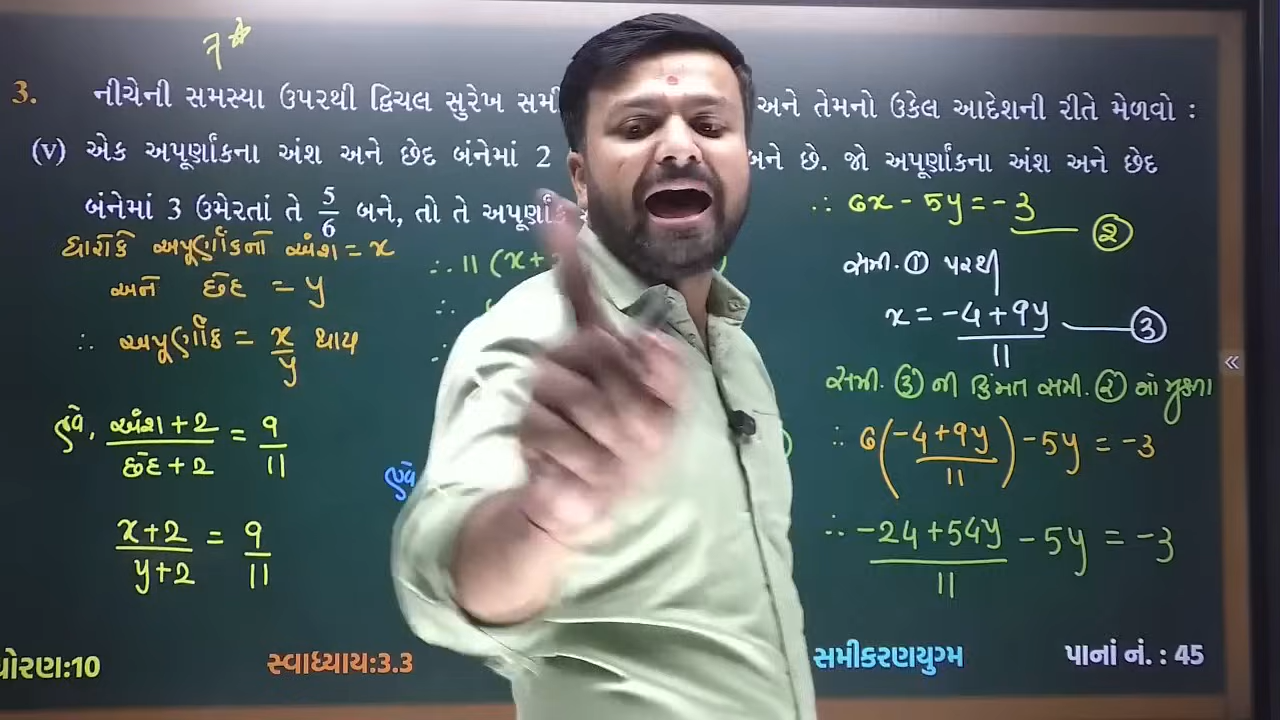 7☆
3. નીચેની સમસ્યા ઉપરથી દ્વિચલ સુરેખ સમી અને તેમનો ઉકેલ આદેશની રીતે મેળવો :
(v) એક અપૂર્ણાંકના અંશ અને છેદ બંનેમાં 2 બને છે. જો અપૂર્ણાંકના અંશ અને છેદ
બંનેમાં 3 ઉમેરતાં તે 5/6 બને, તો તે અપૂર્ણાંક
ધારોકે અપૂર્ણાંકનો અંશ = x
અને છેદ = y
∴ અપૂર્ણાંક = x/y થાય
હવે, અંશ+2/છેદ+2 = 9/11
x+2/y+2 = 9/11
∴ 11 (x+
∴
હવે
∴ 6x - 5y = -3 ②
સમી. ① પરથી
x = -4+9y/11 ③
સમી. ③ ની કિંમત સમી. ② માં મુકતા
∴ 6(-4+9y/11) - 5y = -3
∴ -24+54y/11 - 5y = -3
ધોરણ:10 સ્વાધ્યાય:3.3 સમીકરણયુગ્મ પાનાં નં. : 45
«